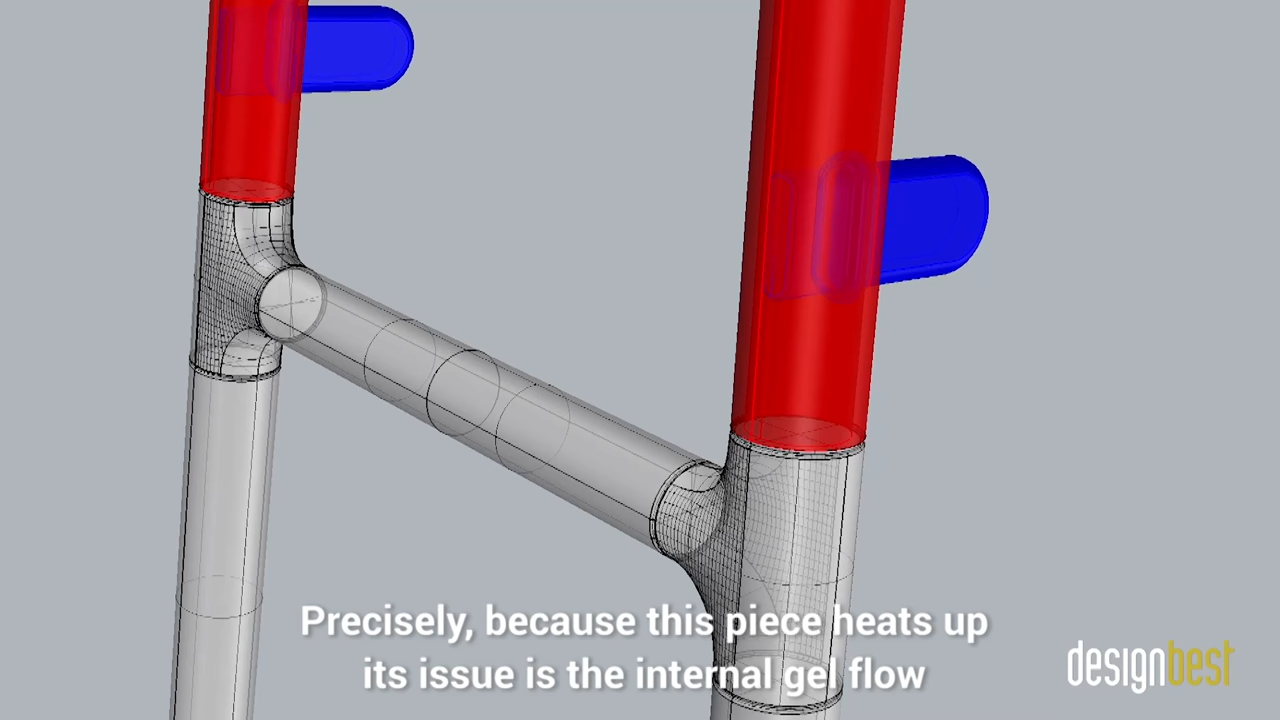 Precisely, because this piece heats up
its issue is the internal gel flow
designbest